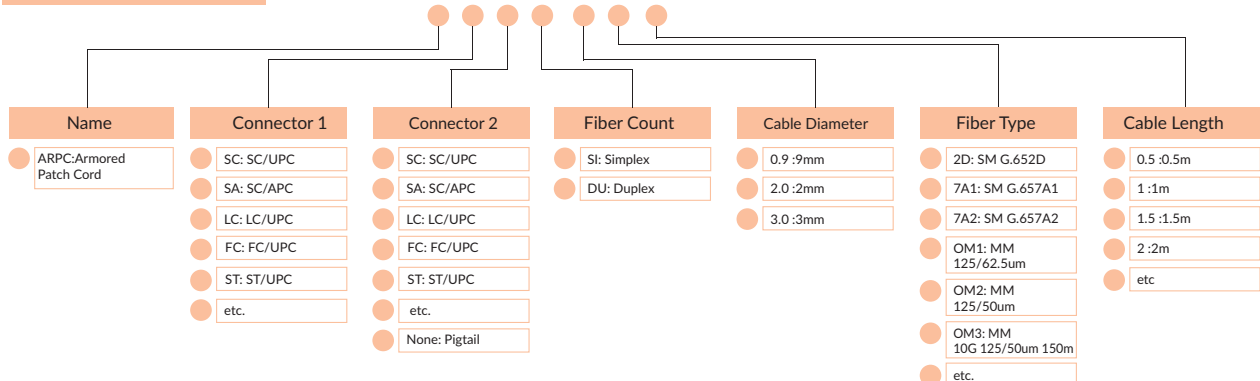 Name
ARPC:Armored
Patch Cord
Connector 1
SC: SC/UPC
SA: SC/APC
LC: LC/UPC
FC: FC/UPC
ST: ST/UPC
etc.
Connector 2
SC: SC/UPC
SA: SC/APC
LC: LC/UPC
FC: FC/UPC
ST: ST/UPC
etc.
None: Pigtail
Fiber Count
SI: Simplex
DU: Duplex
Cable Diameter
0.9 :9mm
2.0 :2mm
3.0 :3mm
Fiber Type
2D: SM G.652D
7A1: SM G.657A1
7A2: SM G.657A2
OM1: MM
125/62.5um
OM2: MM
125/50um
OM3: MM
10G 125/50um 150m
etc.
Cable Length
0.5 :0.5m
1 :1m
1.5 :1.5m
2 :2m
etc